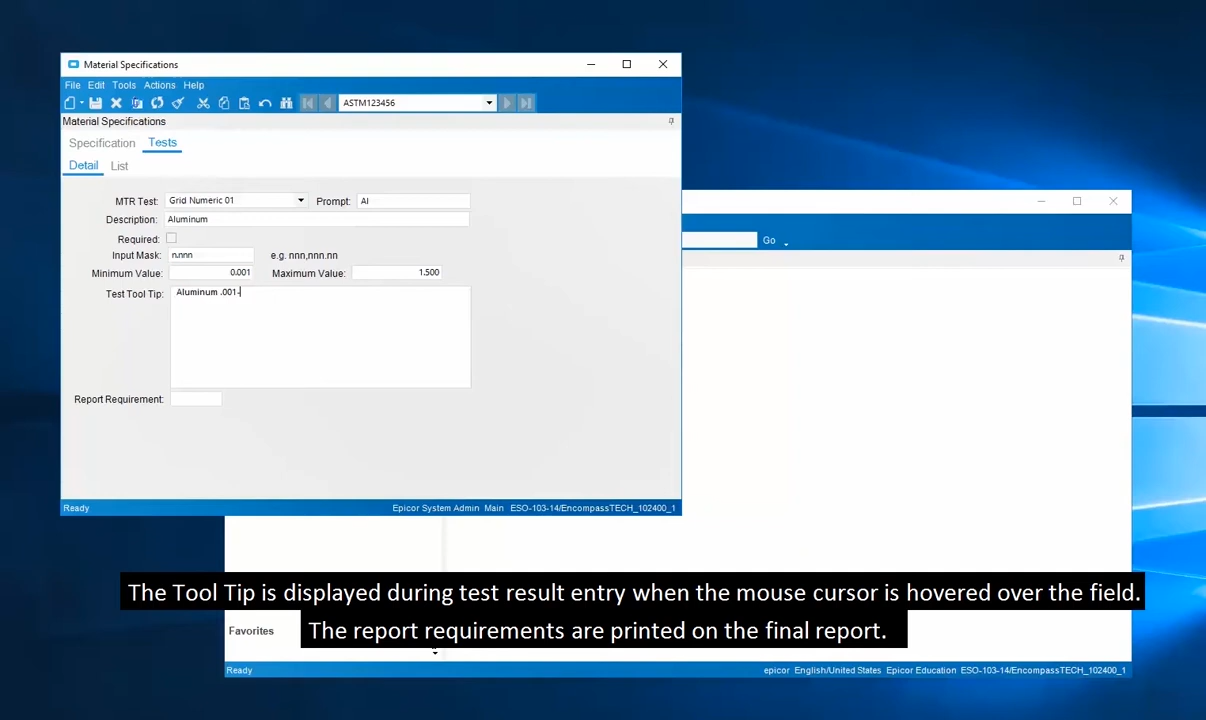 Material Specifications
File Edit Tools Actions Help
ASTM123456
Material Specifications
Specification Tests
Detail List
MTR Test: Grid Numeric 01 Prompt: Al
Description: Aluminum
Required:
Input Mask: n.nnn e.g. nnn,nnn.nn
Minimum Value: 0.001 Maximum Value: 1.500
Test Tool Tip: Aluminum .001-
Report Requirement:
Ready Epicor System Admin Main ESO-103-14/EncompassTECH_102400_1
Go
The Tool Tip is displayed during test result entry when the mouse cursor is hovered over the field.
The report requirements are printed on the final report.
Favorites
Ready epicor English/United States Epicor Education ESO-103-14/EncompassTECH_102400_1